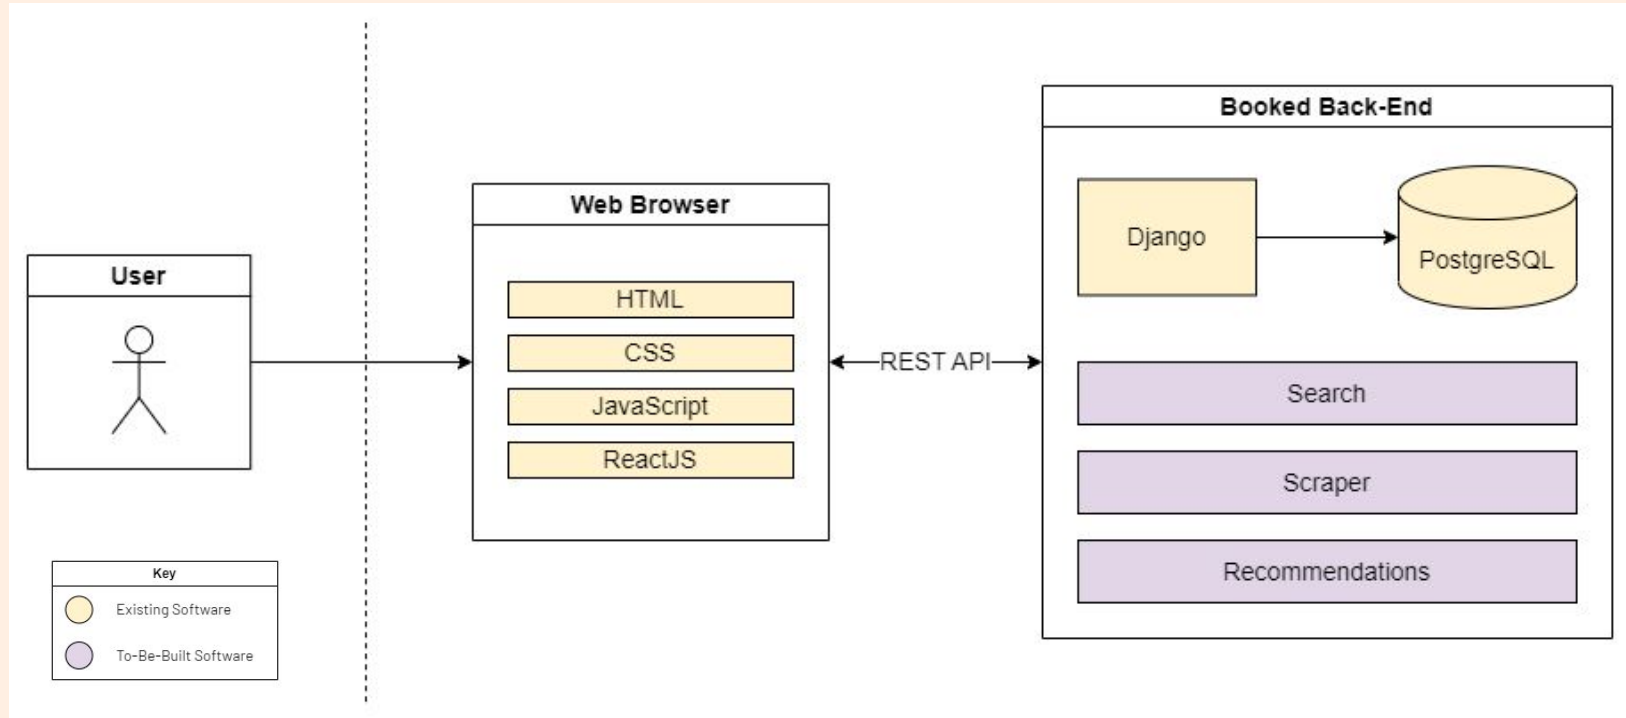 User
Web Browser
HTML
CSS
JavaScript
ReactJS
REST API
Booked Back-End
Django
PostgreSQL
Search
Scraper
Recommendations
Key
Existing Software
To-Be-Built Software